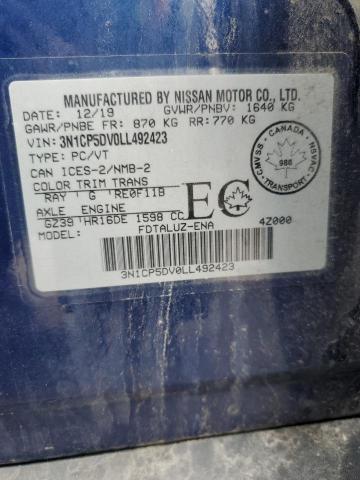 MANUFACTURED BY NISSAN MOTOR CO., LTD.
DATE: 12/19 GVWR/PNBV: 1640 KG
GAWR/PNBE FR: 870 KG RR: 770 KG
VIN: 3N1CP5DV0LL492423
TYPE: PC/VT
CAN ICES-2/NMB-2
COLOR TRIM TRANS
RAY G RE0F11B
AXLE ENGINE
GZ39 HR16DE 1598 CC
EC
4Z000
FDTALUZ-ENA
3N1CP5DV0LL492423
CANADA
CMVSS
NSVAC
986
TRANSPORT